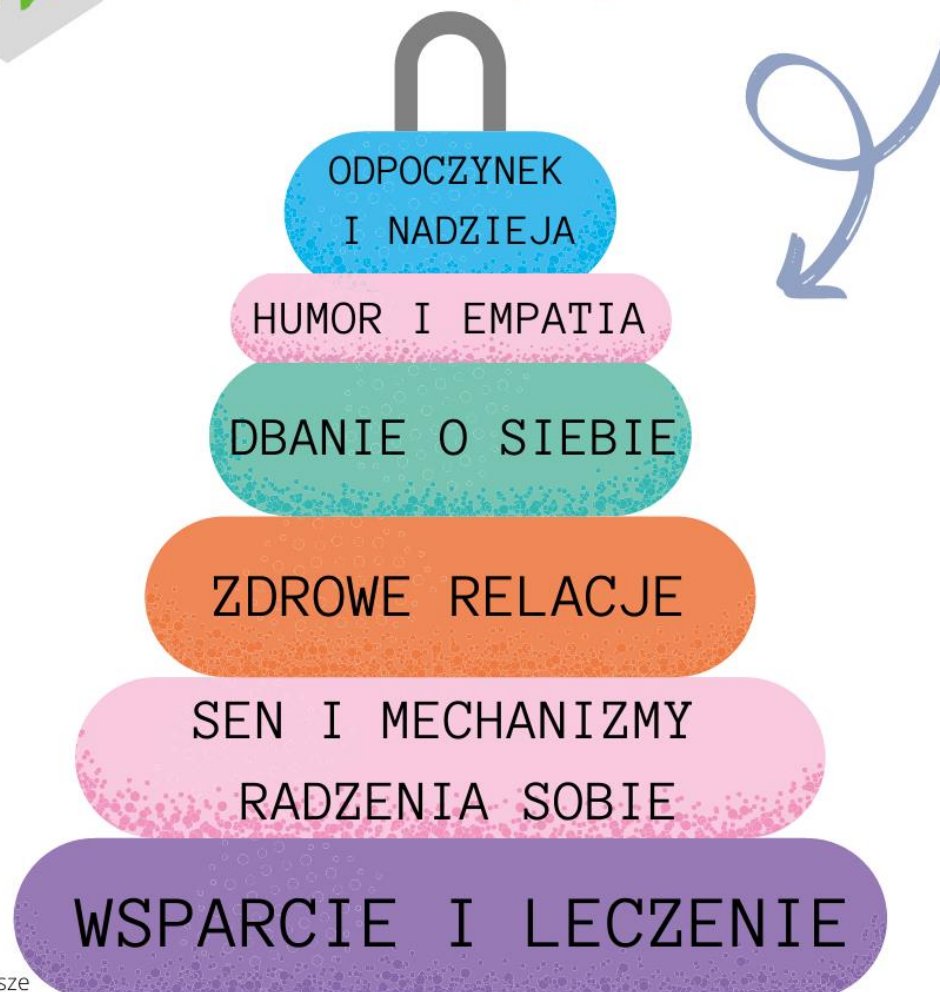 ODPOCZYNEK
I NADZIEJA
HUMOR I EMPATIA
DBANIE O SIEBIE
ZDROWE RELACJE
SEN I MECHANIZMY
RADZENIA SOBIE
WSPARCIE I LECZENIE